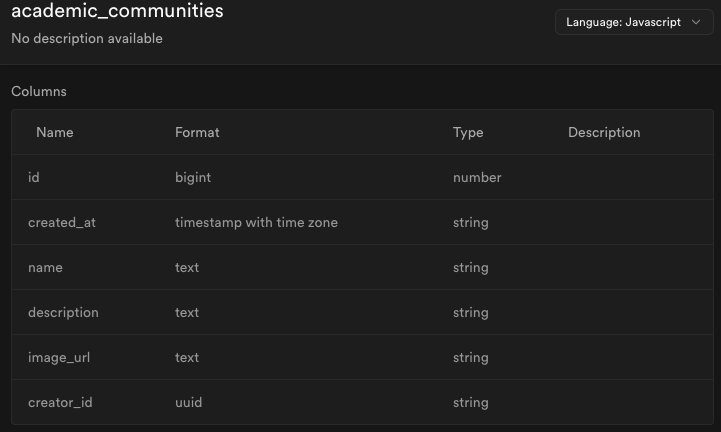 academic_communities
Language: Javascript
No description available
Columns
Name Format Type Description
id bigint number
created_at timestamp with time zone string
name text string
description text string
image_url text string
creator_id uuid string